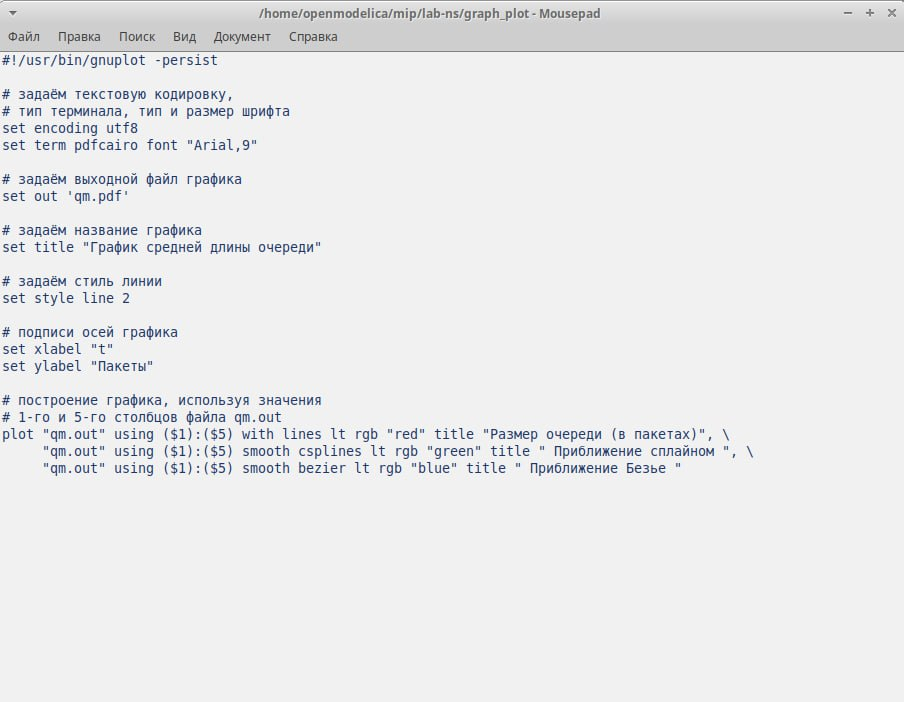 /home/openmodelica/mip/lab-ns/graph_plot - Mousepad
Файл Правка Поиск Вид Документ Справка
#!/usr/bin/gnuplot -persist
# задаём текстовую кодировку,
# тип терминала, тип и размер шрифта
set encoding utf8
set term pdfcairo font "Arial,9"
# задаём выходной файл графика
set out 'qm.pdf'
# задаём название графика
set title "График средней длины очереди"
# задаём стиль линии
set style line 2
# подписи осей графика
set xlabel "t"
set ylabel "Пакеты"
# построение графика, используя значения
# 1-го и 5-го столбцов файла qm.out
plot "qm.out" using ($1):($5) with lines lt rgb "red" title "Размер очереди (в пакетах)", \
"qm.out" using ($1):($5) smooth csplines lt rgb "green" title " Приближение сплайном ", \
"qm.out" using ($1):($5) smooth bezier lt rgb "blue" title " Приближение Безье "